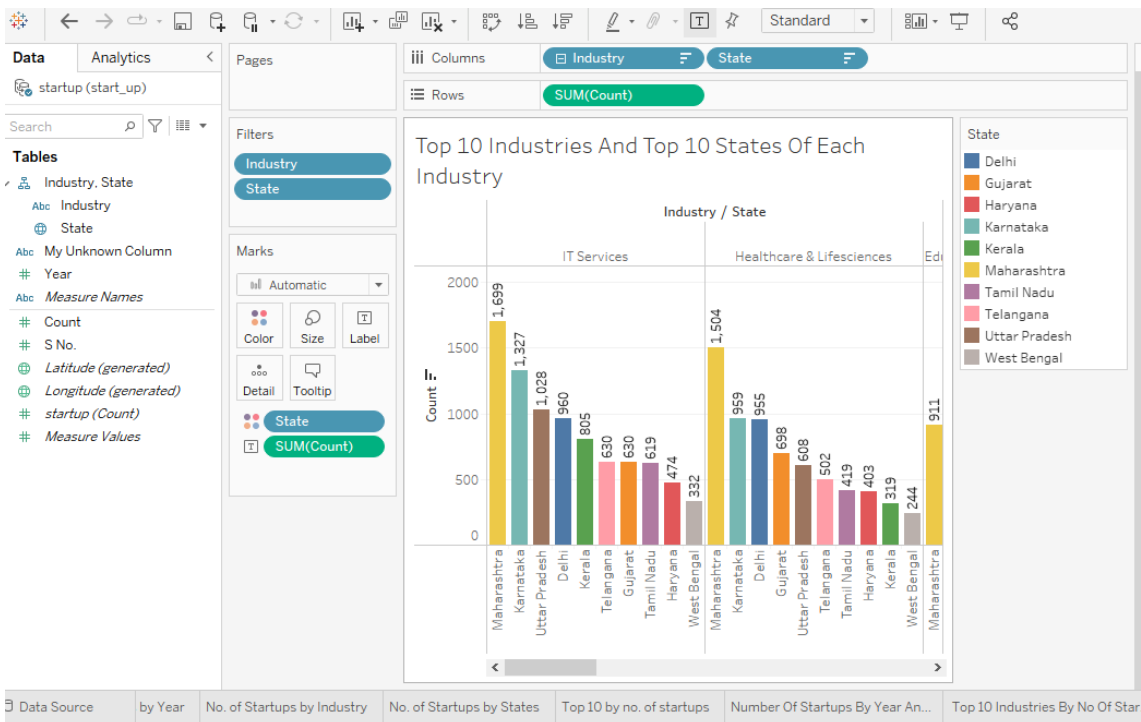 Standard
Data
Analytics
startup (start_up)
Search
Tables
Industry, State
Abc Industry
State
Abc My Unknown Column
# Year
Abc Measure Names
# Count
# S No.
Latitude (generated)
Longitude (generated)
# startup (Count)
# Measure Values
Pages
Filters
Industry
State
Marks
Automatic
Color
Size
Label
Detail
Tooltip
State
SUM(Count)
Columns
Industry
State
Rows
SUM(Count)
Top 10 Industries And Top 10 States Of Each
Industry
Industry / State
IT Services
Healthcare & Lifesciences
Edu
Count
2000
1500
1000
500
0
1,699
1,327
1,028
960
805
630
630
619
474
332
1,504
959
955
698
608
502
419
403
319
244
911
Maharashtra
Karnataka
Uttar Pradesh
Delhi
Kerala
Telangana
Gujarat
Tamil Nadu
Haryana
West Bengal
Maharashtra
Karnataka
Delhi
Gujarat
Uttar Pradesh
Telangana
Tamil Nadu
Haryana
Kerala
West Bengal
Maharashtra
State
Delhi
Gujarat
Haryana
Karnataka
Kerala
Maharashtra
Tamil Nadu
Telangana
Uttar Pradesh
West Bengal
Data Source
by Year
No. of Startups by Industry
No. of Startups by States
Top 10 by no. of startups
Number Of Startups By Year An...
Top 10 Industries By No Of Star